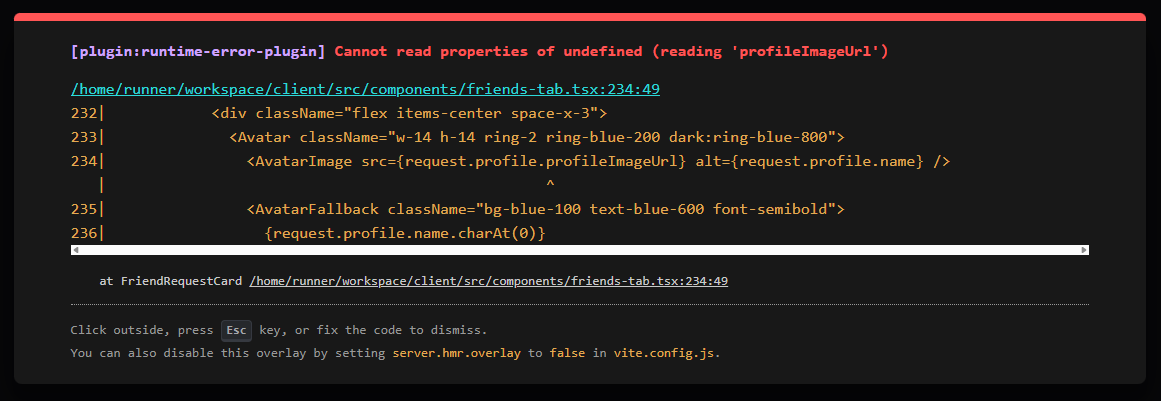 [plugin:runtime-error-plugin] Cannot read properties of undefined (reading 'profileImageUrl')
/home/runner/workspace/client/src/components/friends-tab.tsx:234:49
232|            <div className="flex items-center space-x-3">
233|              <Avatar className="w-14 h-14 ring-2 ring-blue-200 dark:ring-blue-800">
234|                <AvatarImage src={request.profile.profileImageUrl} alt={request.profile.name} />
   |                                                 ^
235|                <AvatarFallback className="bg-blue-100 text-blue-600 font-semibold">
236|                  {request.profile.name.charAt(0)}
at FriendRequestCard /home/runner/workspace/client/src/components/friends-tab.tsx:234:49
Click outside, press Esc key, or fix the code to dismiss.
You can also disable this overlay by setting server.hmr.overlay to false in vite.config.js.